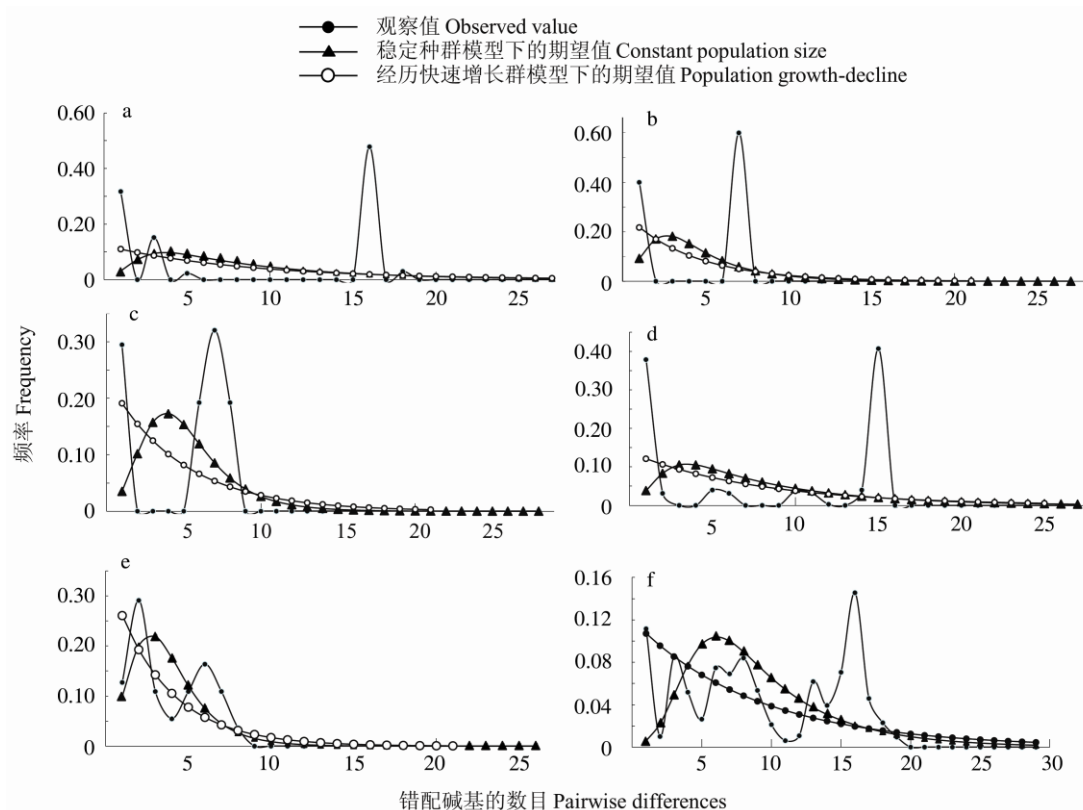 观察值 Observed value
稳定种群模型下的期望值 Constant population size
经历快速增长群模型下的期望值 Population growth-decline
a
0.60
0.40
0.20
0
5 10 15 20 25
b
0.60
0.40
0.20
0
5 10 15 20 25
频率 Frequency
c
0.30
0.20
0.10
0
5 10 15 20 25
d
0.40
0.30
0.20
0.10
0
5 10 15 20 25
e
0.30
0.20
0.10
0
5 10 15 22 25
f
0.16
0.12
0.08
0.04
0
5 10 15 20 25 30
错配碱基的数目 Pairwise differences